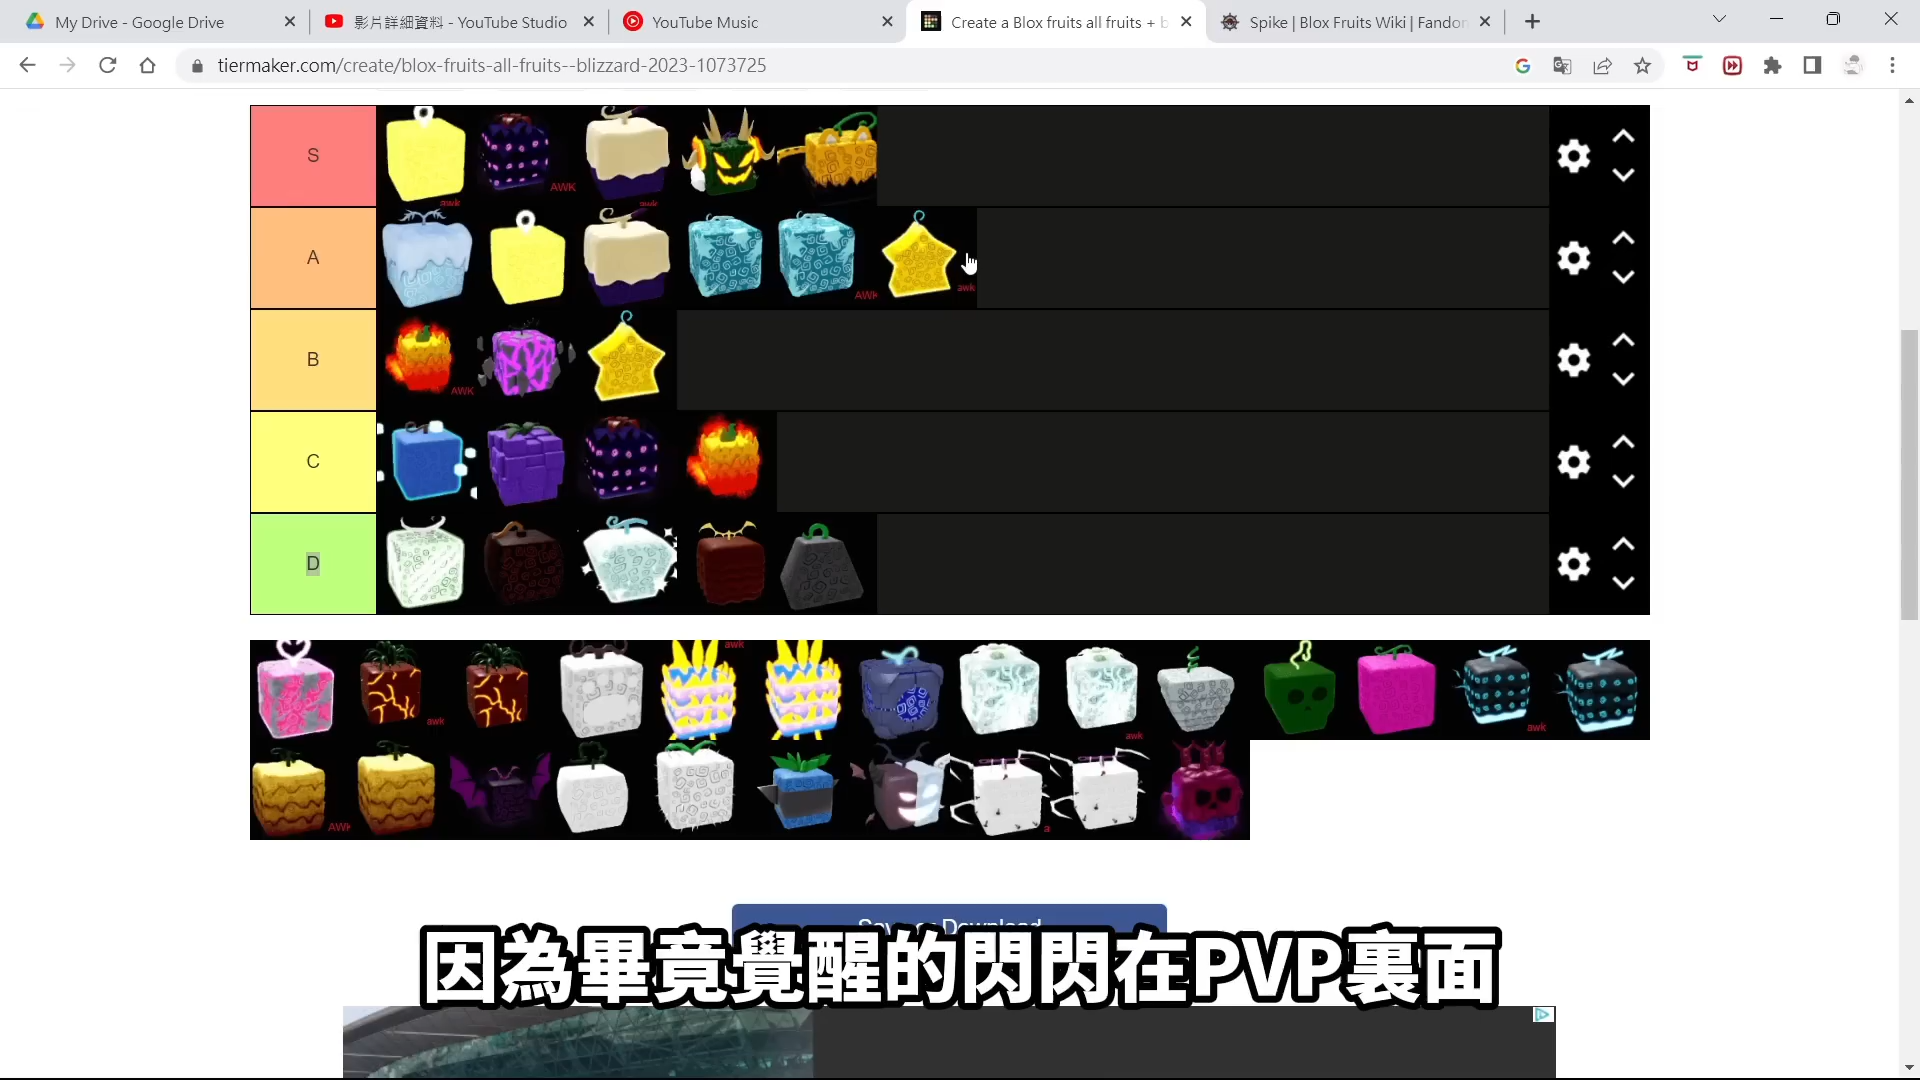 My Drive - Google Drive
影片詳細資料 - YouTube Studio
YouTube Music
Create a Blox fruits all fruits + b
Spike | Blox Fruits Wiki | Fandom
tiermaker.com/create/blox-fruits-all-fruits--blizzard-2023-1073725
S
awk
AWK
awk
A
AWK
awk
B
AWK
C
D
awk
awk
awk
awk
AWK
a
因為畢竟覺醒的閃閃在PVP裏面